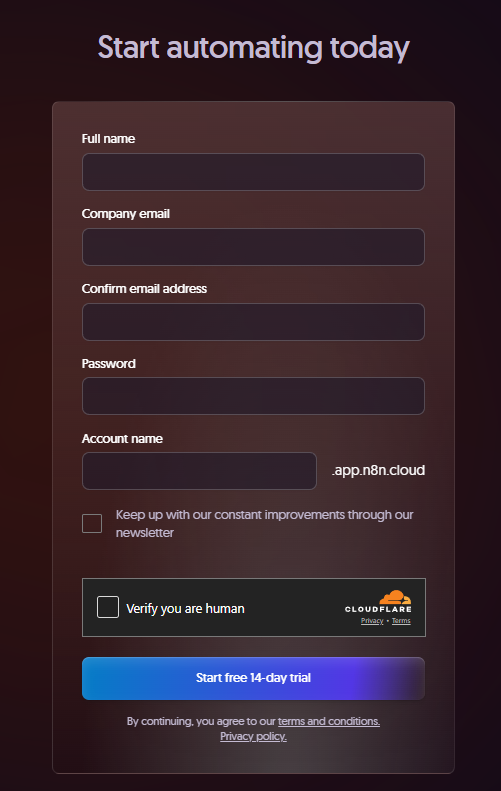 Start automating today
Full name
Company email
Confirm email address
Password
Account name
.app.n8n.cloud
Keep up with our constant improvements through our
newsletter
Verify you are human
CLOUDFLARE
Privacy • Terms
Start free 14-day trial
By continuing, you agree to our terms and conditions.
Privacy policy.